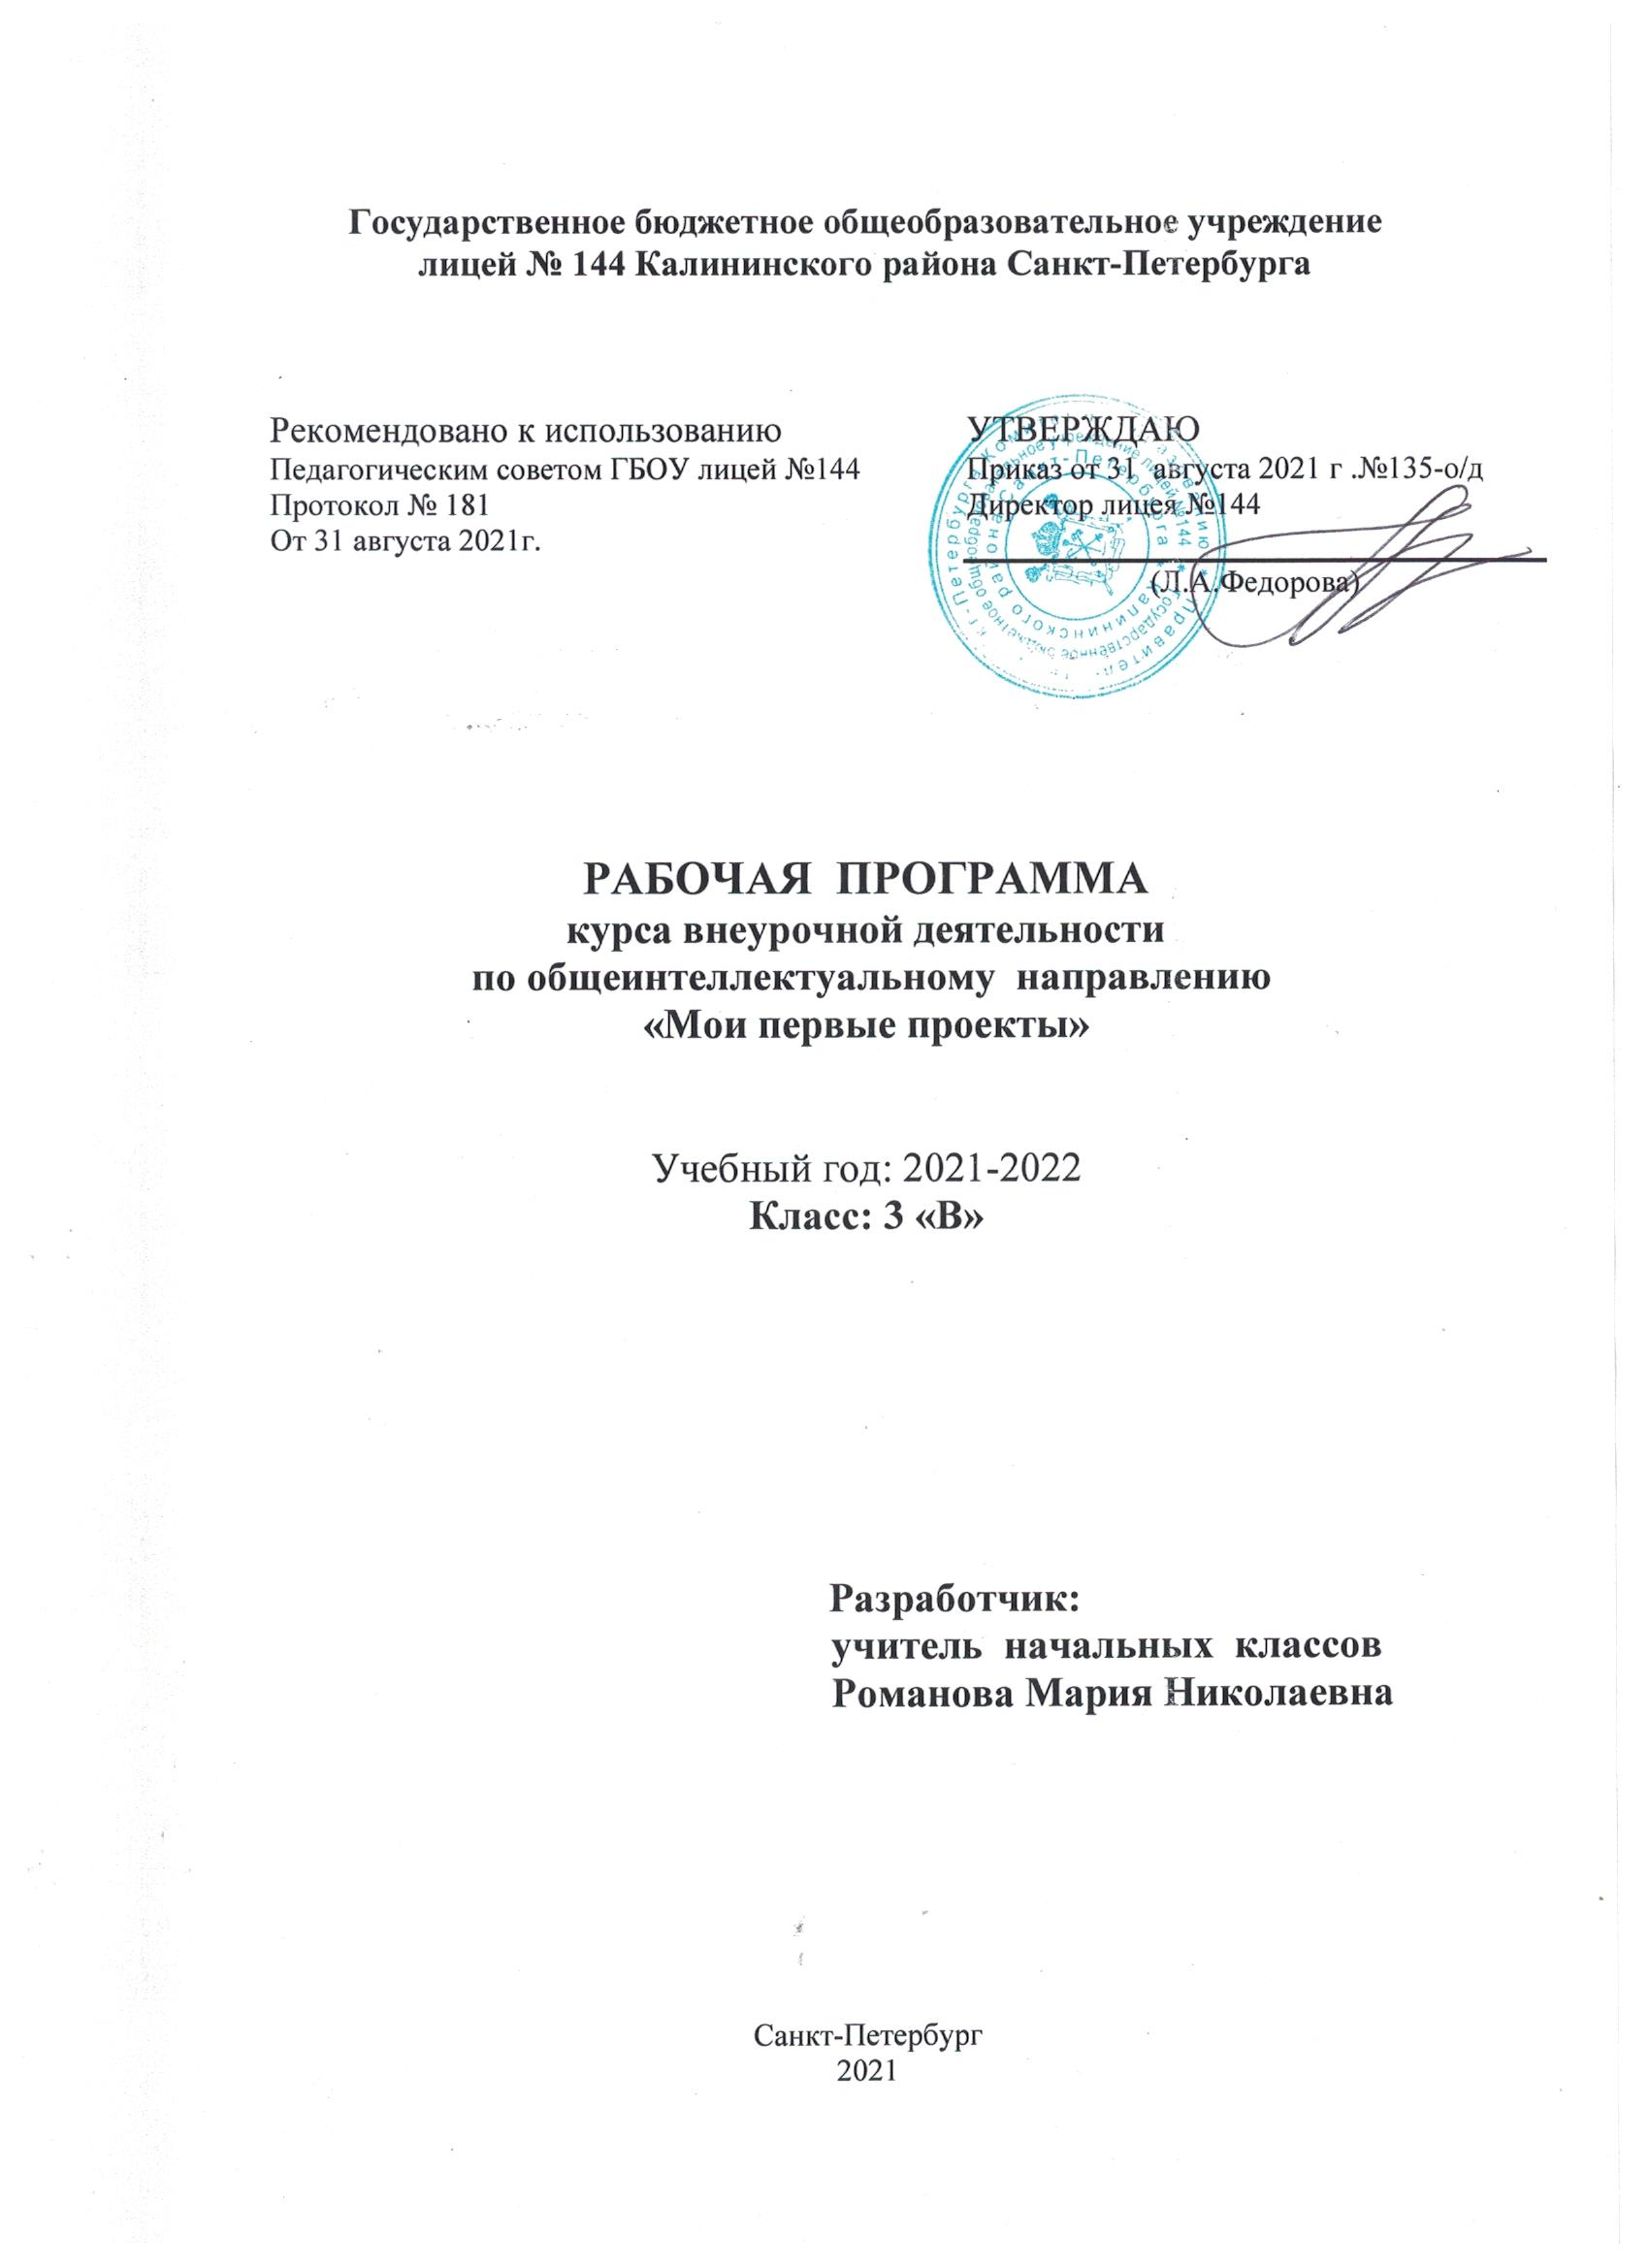 Государственное бюджетное общеобразовательное учреждение
лицей № 144 Калининского района Санкт-Петербурга
Рекомендовано к использованию
Педагогическим советом ГБОУ лицей №144
Протокол № 181
От 31 августа 2021г.
УТВЕРЖДАЮ
Приказ от 31 августа 2021 г .№135-о/д
Директор лицея №144
(Л.А.Федорова)
РАБОЧАЯ ПРОГРАММА
курса внеурочной деятельности
по общеинтеллектуальному направлению
«Мои первые проекты»
Учебный год: 2021-2022
Класс: 3 «В»
Разработчик:
учитель начальных классов
Романова Мария Николаевна
Санкт-Петербург
2021